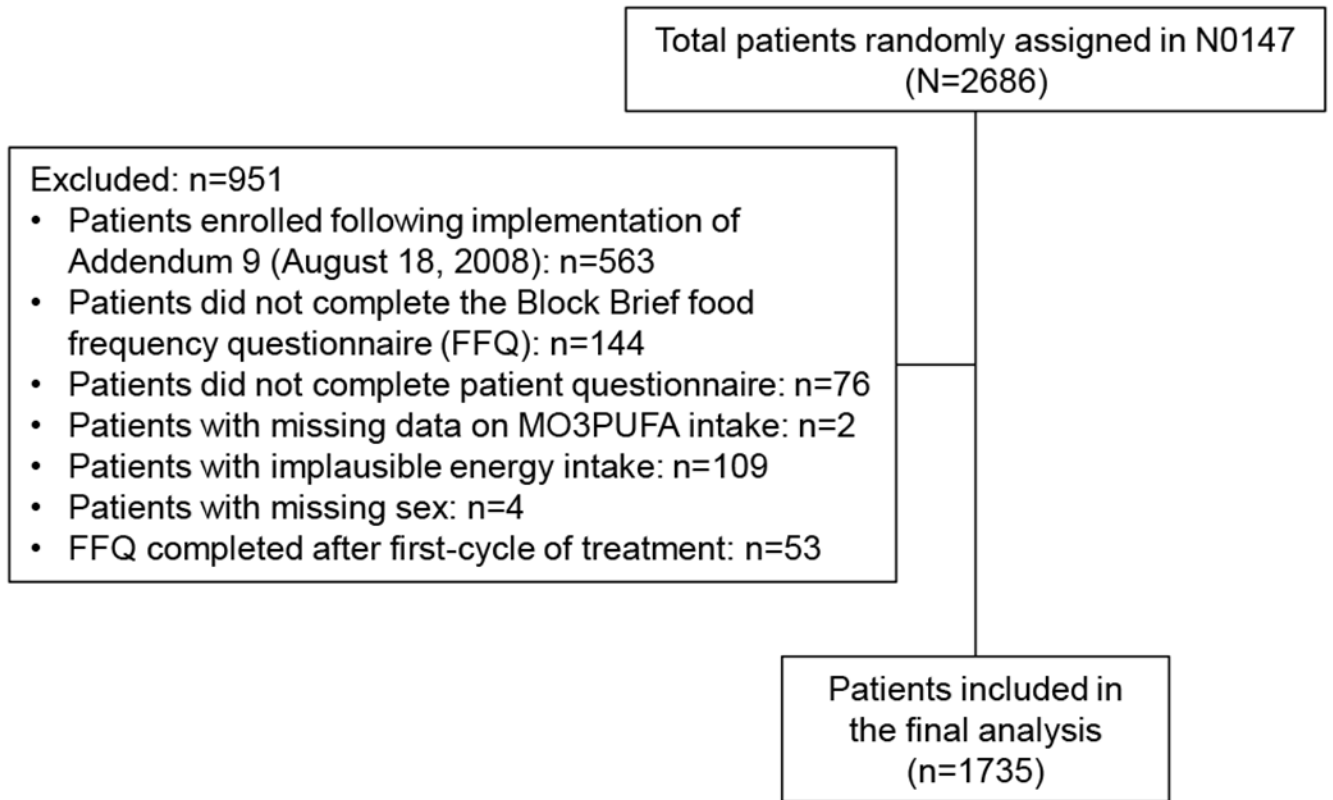 Total patients randomly assigned in N0147
(N=2686)
Excluded: n=951
• Patients enrolled following implementation of
Addendum 9 (August 18, 2008): n=563
• Patients did not complete the Block Brief food
frequency questionnaire (FFQ): n=144
• Patients did not complete patient questionnaire: n=76
• Patients with missing data on MO3PUFA intake: n=2
• Patients with implausible energy intake: n=109
• Patients with missing sex: n=4
• FFQ completed after first-cycle of treatment: n=53
Patients included in
the final analysis
(n=1735)